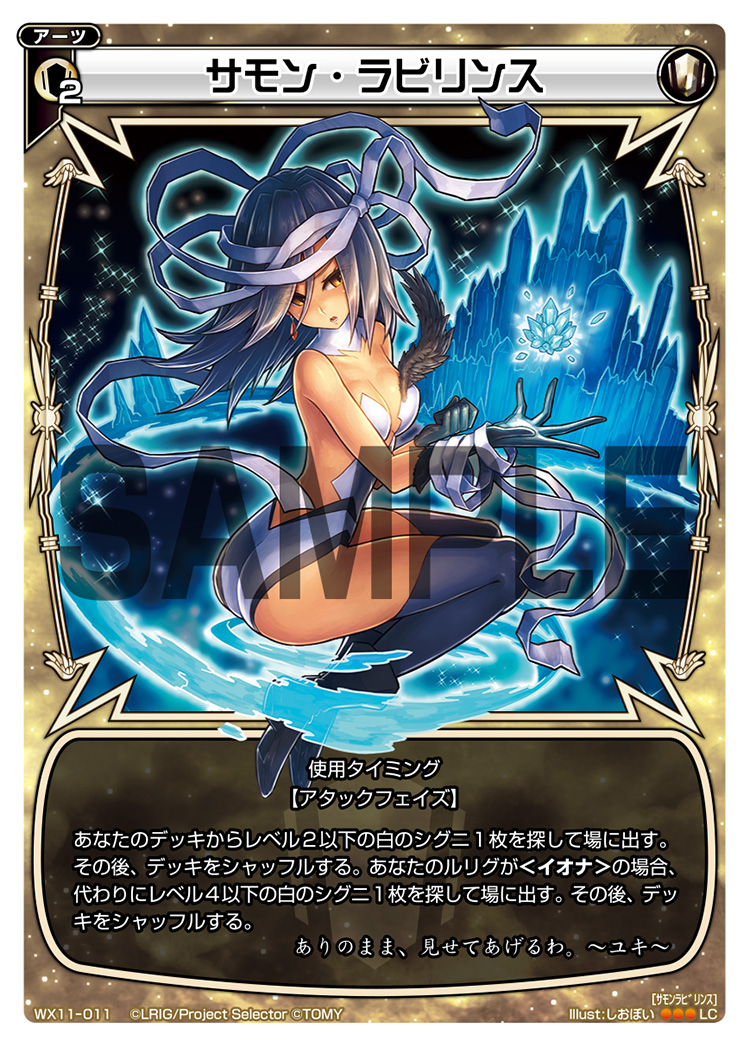 アーツ
サモン・ラビリンス
2
SAMPLE
使用タイミング
【アタックフェイズ】
あなたのデッキからレベル２以下の白のシグニ１枚を探して場に出す。
その後、デッキをシャッフルする。あなたのルリグが＜イオナ＞の場合、
代わりにレベル４以下の白のシグニ１枚を探して場に出す。その後、デッ
キをシャッフルする。
ありのまま、見せてあげるわ。～ユキ～
[ｻﾓﾝﾗﾋﾞﾘﾝｽ]
WX11-011 ©LRIG/Project Selector ©TOMY Illust:しおぼい LC